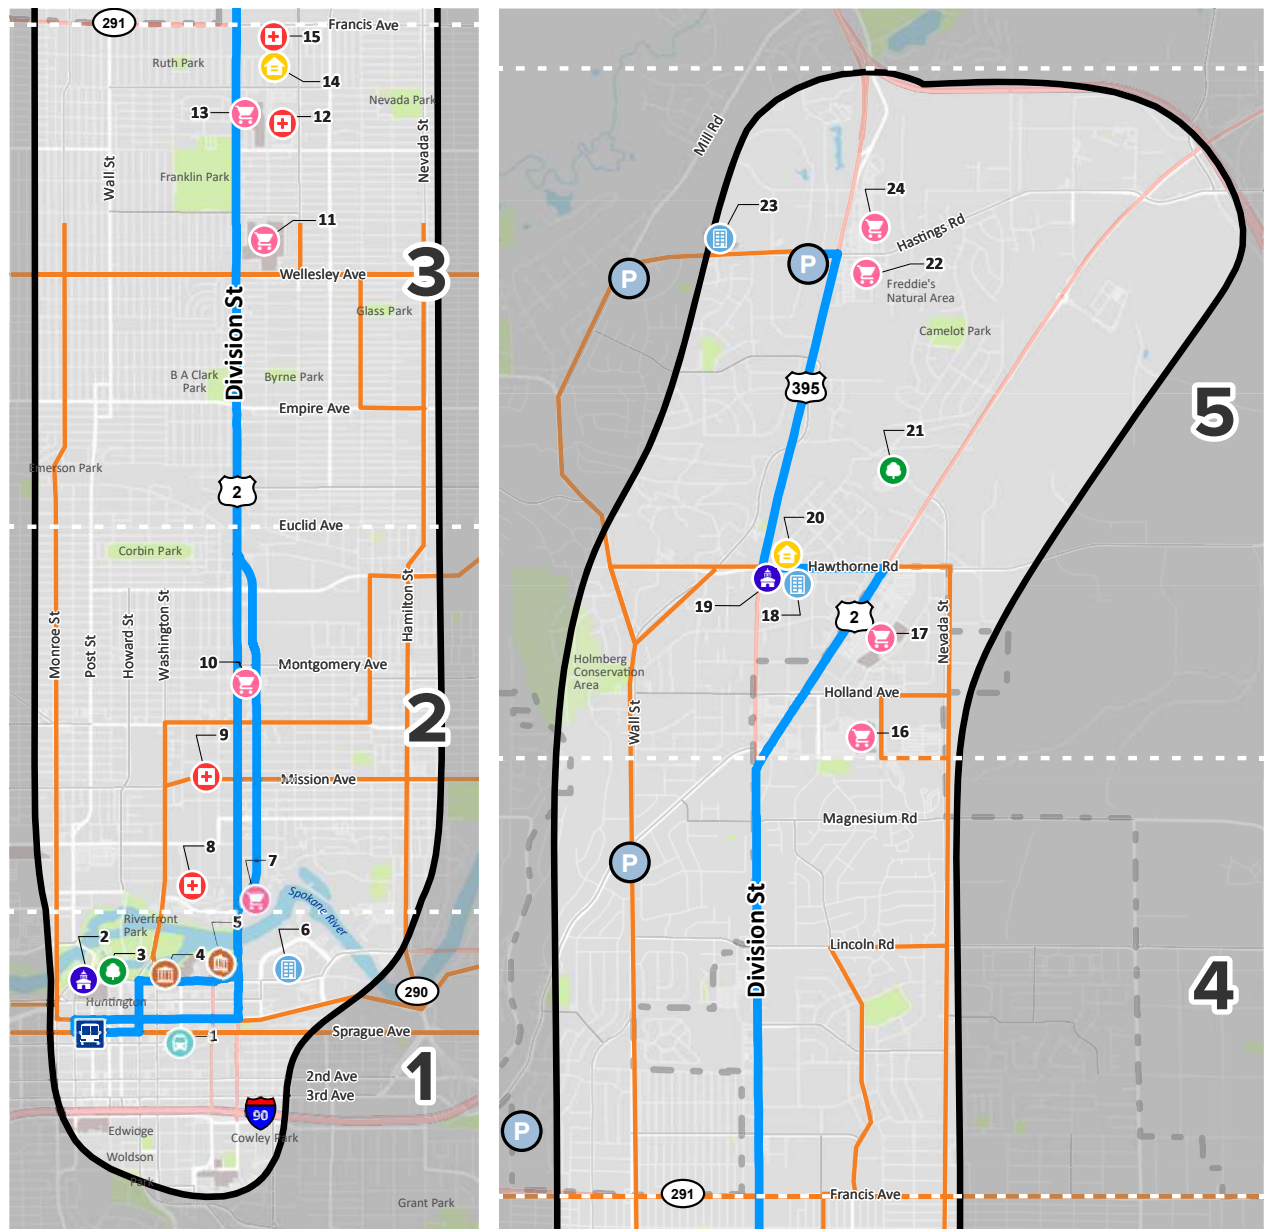 291
Francis Ave
15
Ruth Park
14
Nevada Park
13
12
Wall St
Nevada St
Franklin Park
11
3
Wellesley Ave
Division St
Glass Park
B A Clark
Park
Byrne Park
Empire Ave
Emerson Park
2
Euclid Ave
Corbin Park
Monroe St
Post St
Howard St
Washington St
Hamilton St
10
Montgomery Ave
2
9
Mission Ave
8
7
Spokane River
Riverfront
Park
5
6
2
3
4
Huntington
290
Sprague Ave
1
2nd Ave
3rd Ave
1
90
Edwidge
Woldson
Park
Cowley Park
Grant Park
Mill Rd
24
23
Hastings Rd
P
P
22
Freddie's
Natural Area
Camelot Park
395
5
21
20
Hawthorne Rd
19
18
2
17
Nevada St
Holmberg
Conservation
Area
Holland Ave
Wall St
16
Magnesium Rd
P
Division St
Lincoln Rd
4
P
291
Francis Ave